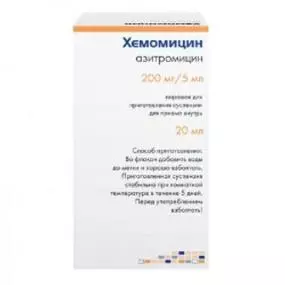 Хемомицин
азитромицин
200 мг/5 мл
порошок для
приготовления суспензии
для приема внутрь
20 мл
Способ приготовления:
Во флакон добавить воды
до метки и хорошо взболтать.
Приготовленная суспензия
стабильна при комнатной
температуре в течение 5 дней.
Перед употреблением
взболтать!